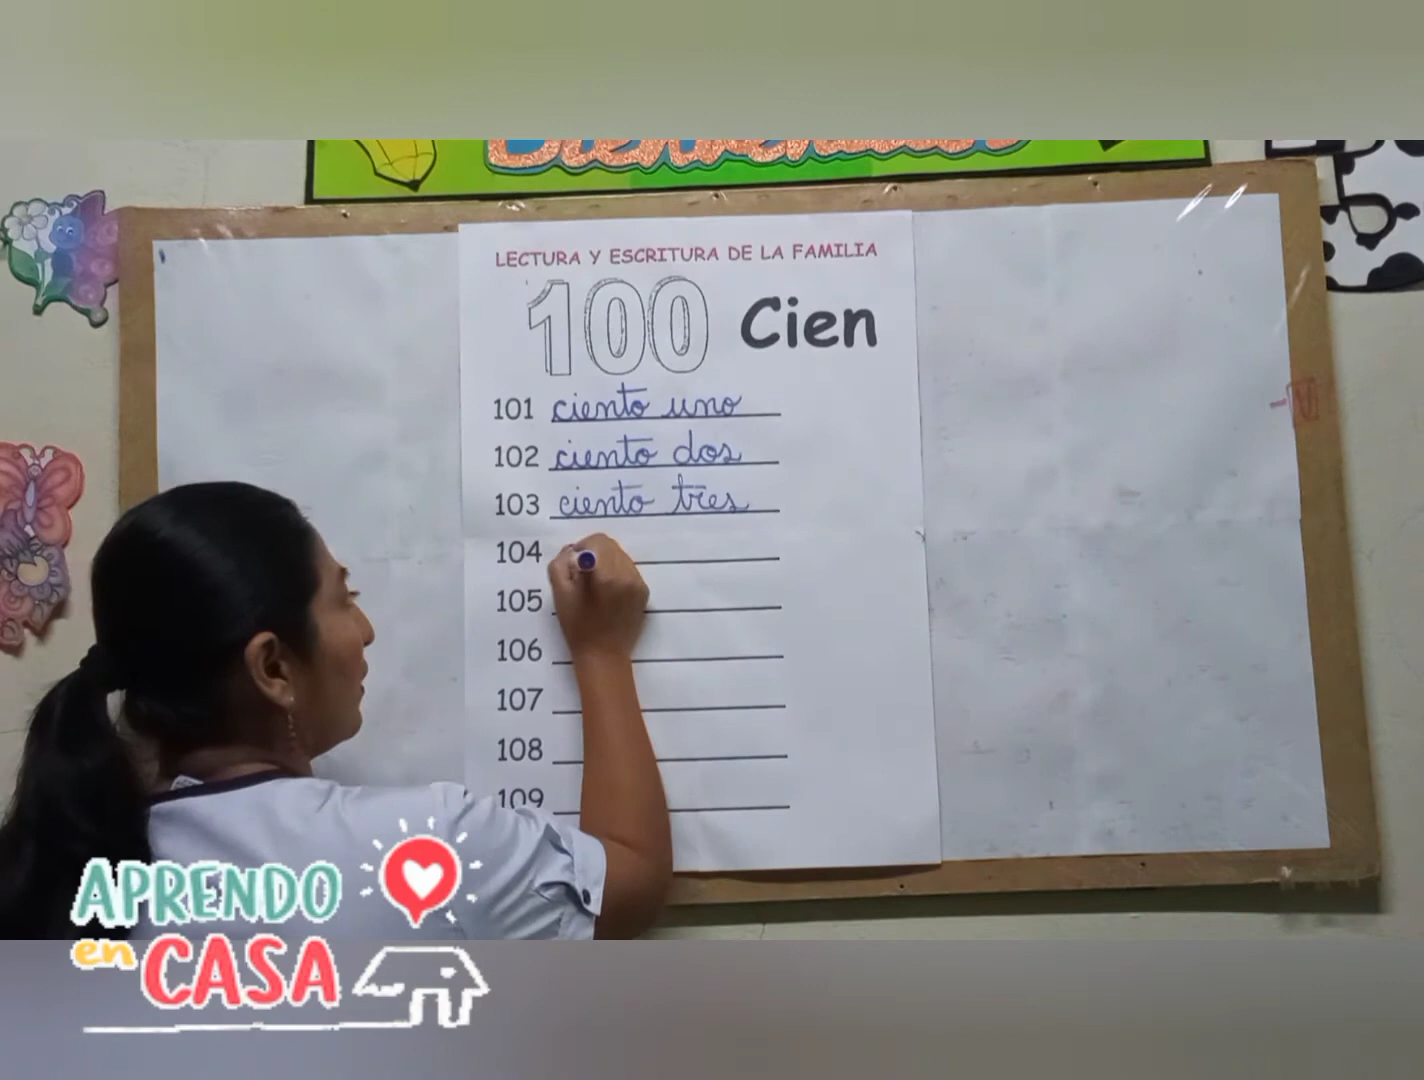 LECTURA Y ESCRITURA DE LA FAMILIA
100 Cien
101 ciento uno
102 ciento dos
103 ciento tres
104
105
106
107
108
109
APRENDO
en CASA